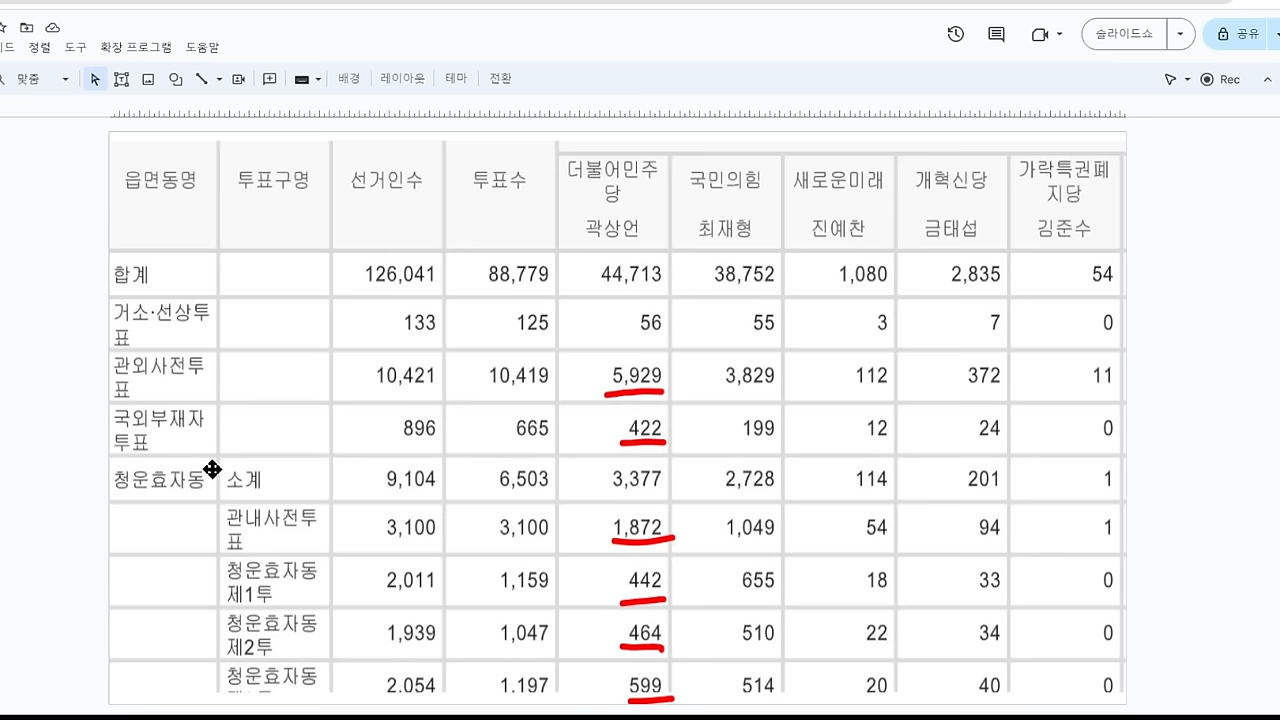 슬라이드쇼
공유
이드 정렬 도구 확장 프로그램 도움말
맞춤
배경 레이아웃 테마 전환
Rec
읍면동명 투표구명 선거인수 투표수 더불어민주당 곽상언 국민의힘 최재형 새로운미래 진예찬 개혁신당 금태섭 가락특권폐지당 김준수
합계 126,041 88,779 44,713 38,752 1,080 2,835 54
거소·선상투표 133 125 56 55 3 7 0
관외사전투표 10,421 10,419 5,929 3,829 112 372 11
국외부재자투표 896 665 422 199 12 24 0
청운효자동 소계 9,104 6,503 3,377 2,728 114 201 1
관내사전투표 3,100 3,100 1,872 1,049 54 94 1
청운효자동제1투 2,011 1,159 442 655 18 33 0
청운효자동제2투 1,939 1,047 464 510 22 34 0
청운효자동 2,054 1,197 599 514 20 40 0